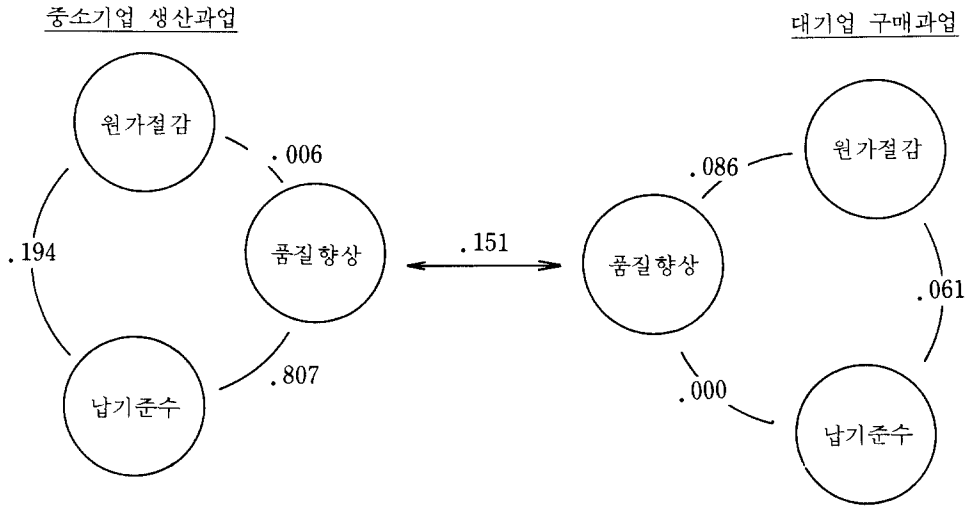 중소기업 생산과업
대기업 구매과업
원가절감
원가절감
.006
.086
.194
품질향상
.151
품질향상
.061
.807
.000
납기준수
납기준수